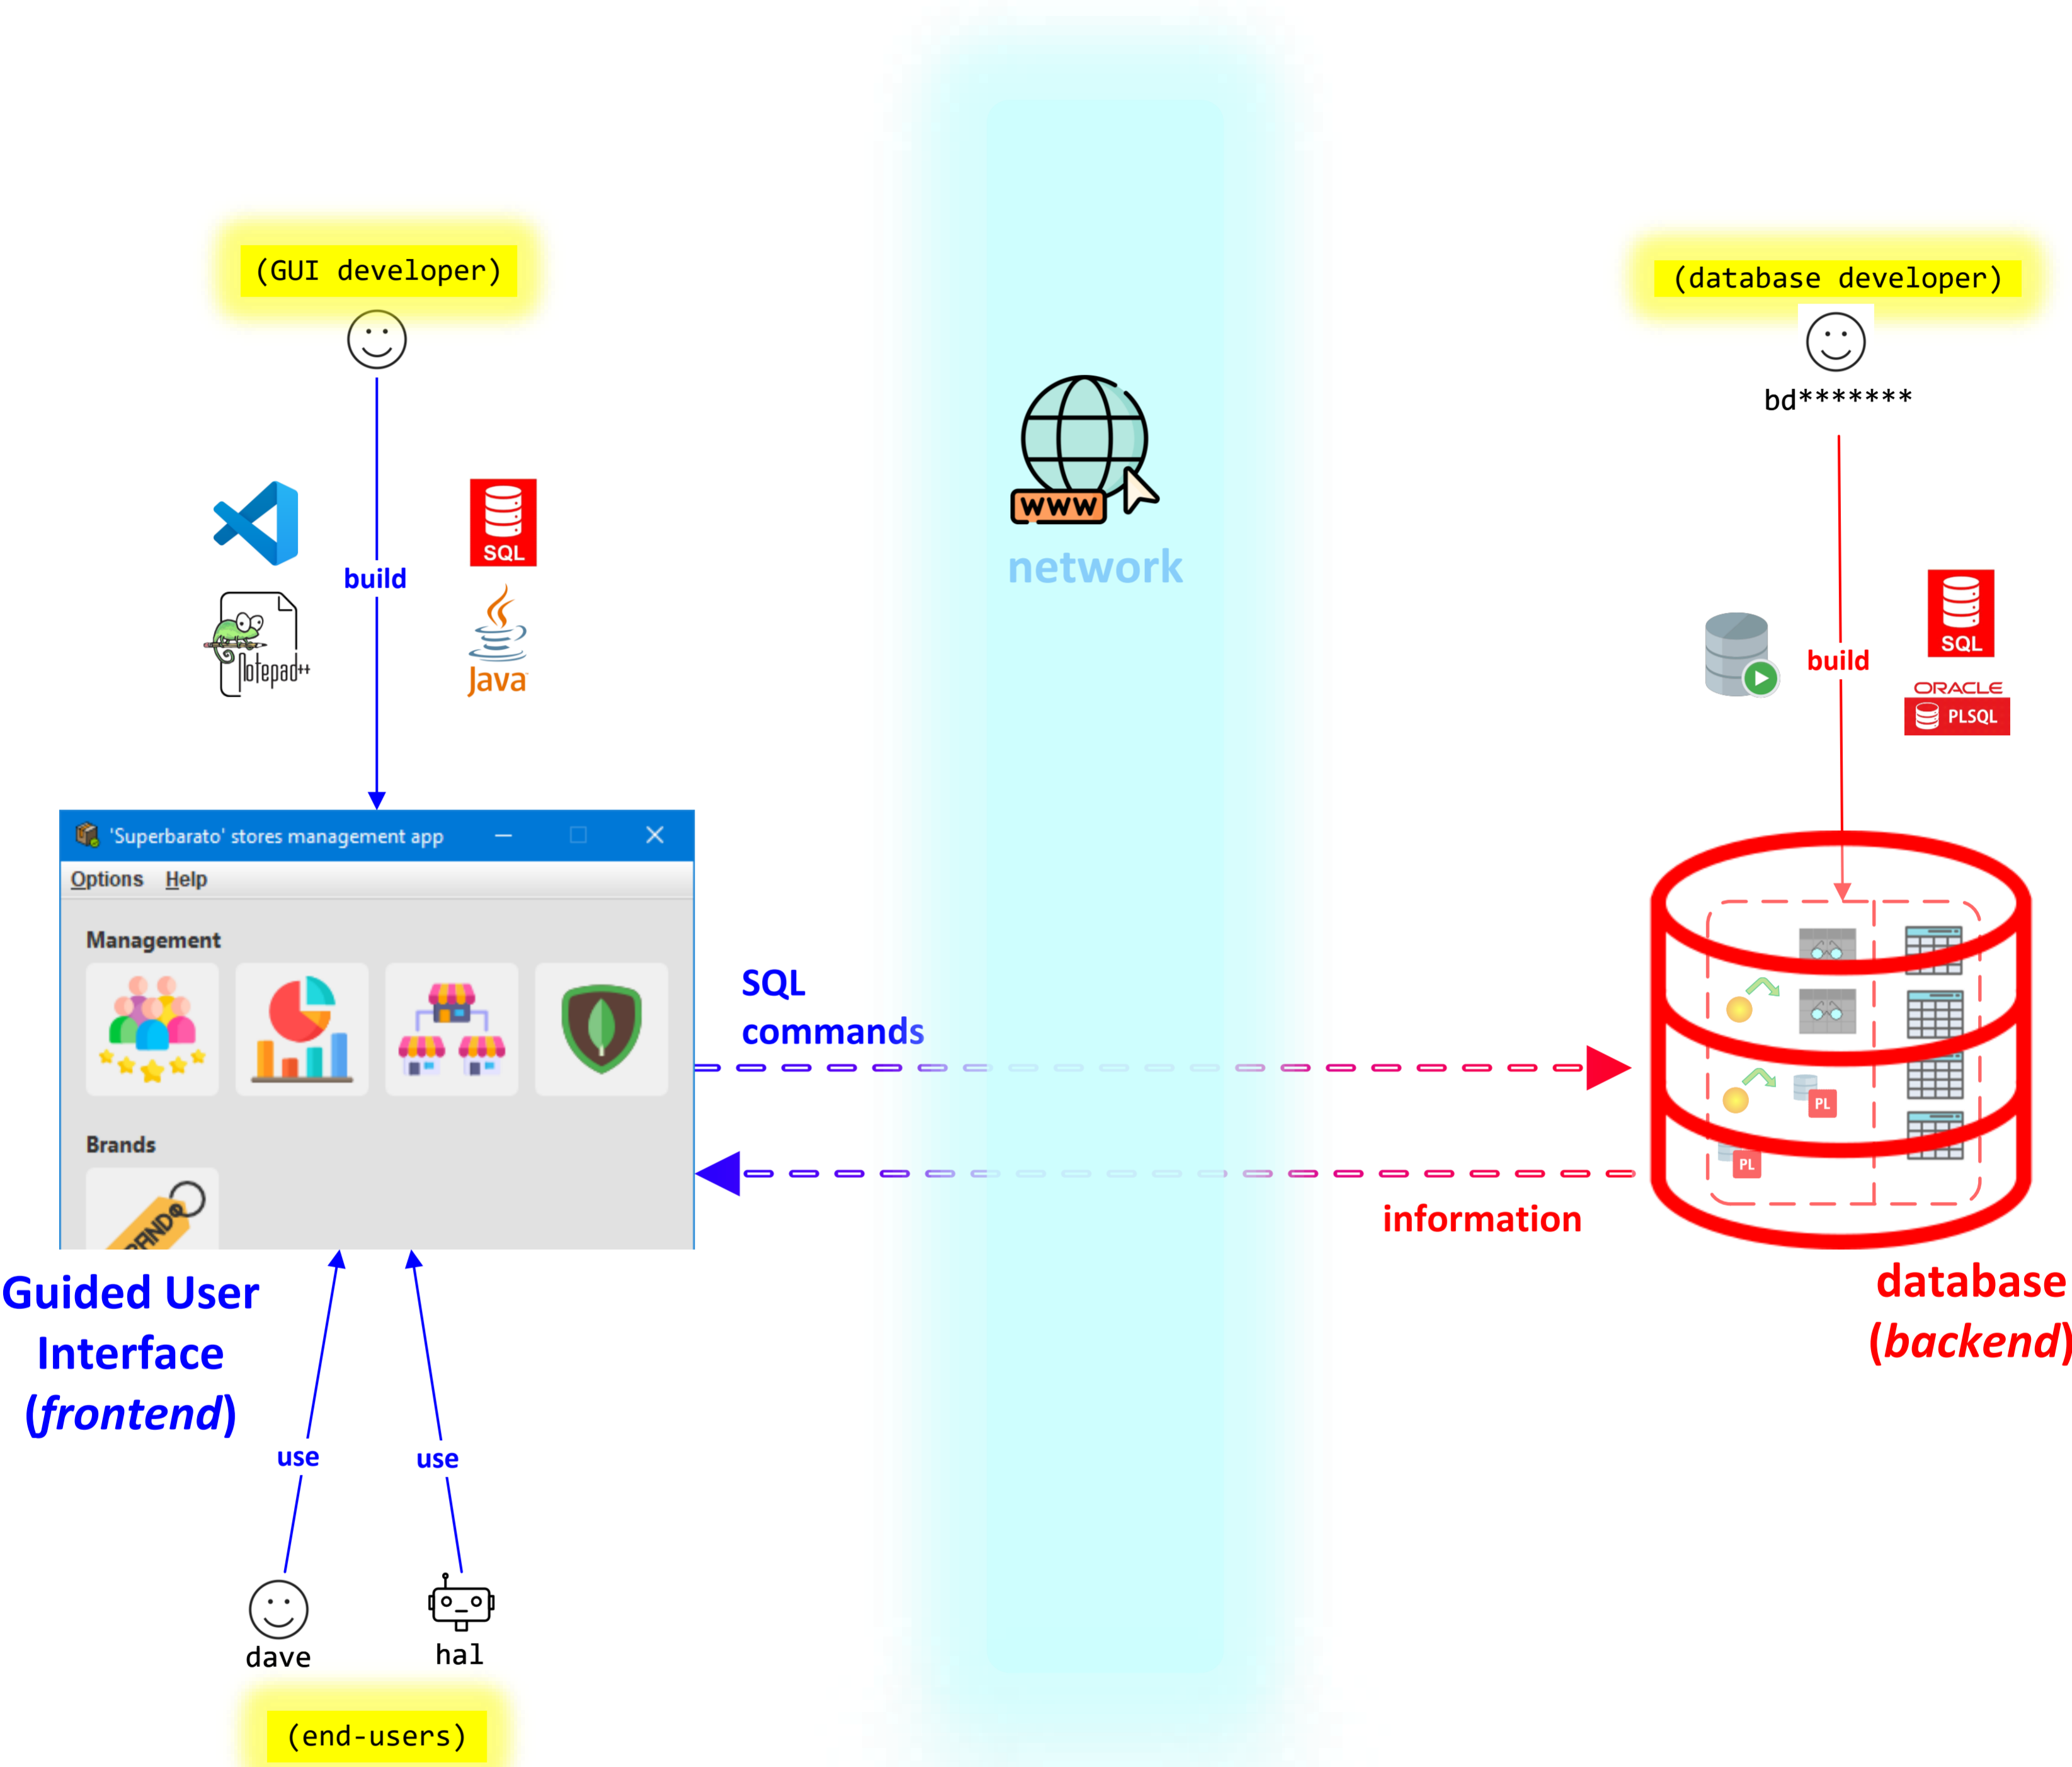 (GUI developer)
(database developer)
bd*******
SQL
build
Notepad++
Java
WWW
network
SQL
build
ORACLE
PLSQL
'Superbarato' stores management app
Options Help
Management
Brands
SQL
commands
information
PL
PL
Guided User
Interface
(frontend)
database
(backend)
use
use
dave
hal
(end-users)